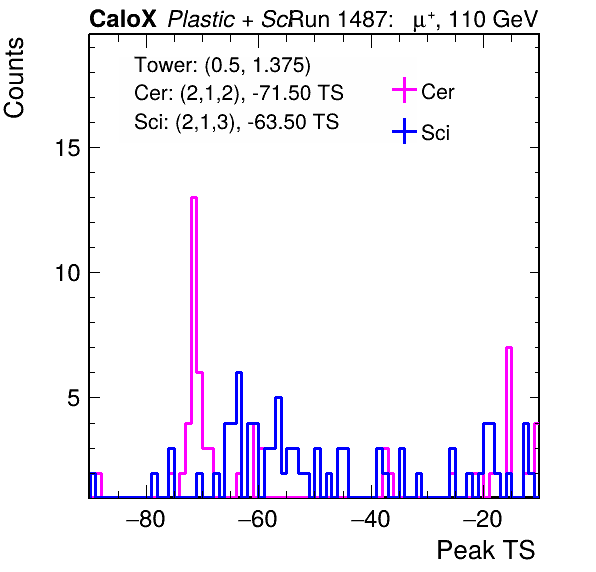 CaloX Plastic + Sci Run 1487: μ⁺, 110 GeV
Counts
Tower: (0.5, 1.375)
Cer: (2,1,2), -71.50 TS
Sci: (2,1,3), -63.50 TS
Cer
Sci
15
10
5
−80 −60 −40 −20
Peak TS